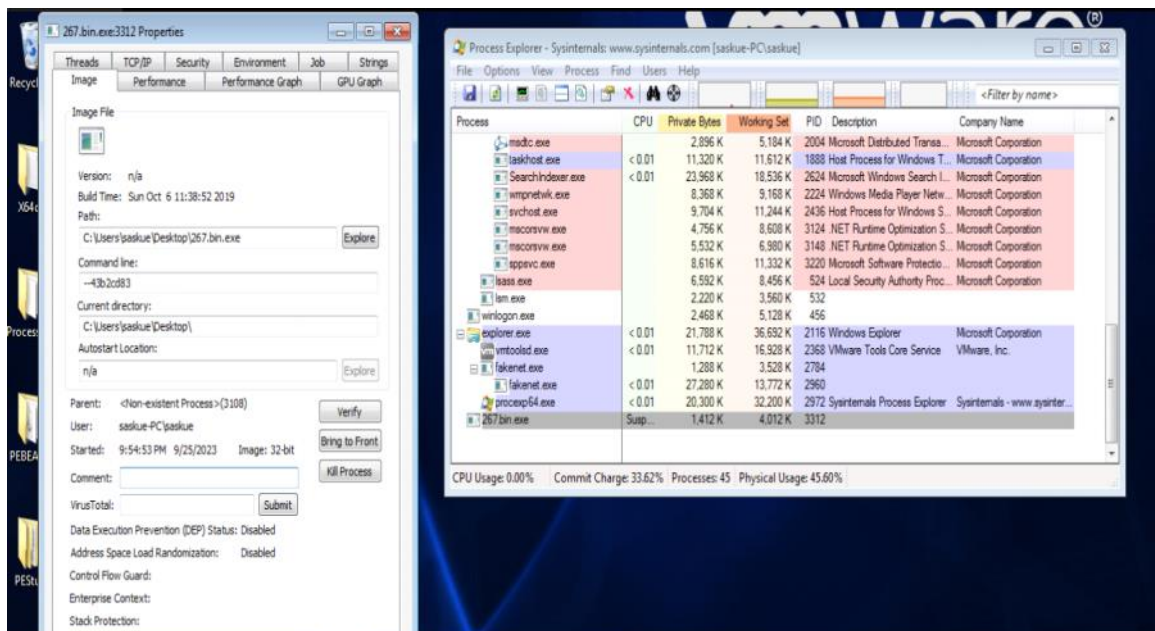 vmware®
267.bin.exe:3312 Properties
Threads TCP/IP Security Environment Job Strings
Image Performance Performance Graph GPU Graph
Image File
Version: n/a
Build Time: Sun Oct 6 11:38:52 2019
Path:
C:\Users\saskue\Desktop\267.bin.exe Explore
Command line:
--43b2cd83
Current directory:
C:\Users\saskue\Desktop\
Autostart Location:
n/a Explore
Parent: <Non-existent Process>(3108) Verify
User: saskue-PC\saskue
Bring to Front
Started: 9:54:53 PM 9/25/2023 Image: 32-bit
Comment: Kill Process
VirusTotal: Submit
Data Execution Prevention (DEP) Status: Disabled
Address Space Load Randomization: Disabled
Control Flow Guard:
Enterprise Context:
Stack Protection:
Process Explorer - Sysinternals: www.sysinternals.com [saskue-PC\saskue]
File Options View Process Find Users Help
<Filter by name>
Process CPU Private Bytes Working Set PID Description Company Name
msdtc.exe 2,896 K 5,184 K 2004 Microsoft Distributed Transa... Microsoft Corporation
taskhost.exe < 0.01 11,320 K 11,612 K 1888 Host Process for Windows T... Microsoft Corporation
SearchIndexer.exe < 0.01 23,968 K 18,536 K 2624 Microsoft Windows Search I... Microsoft Corporation
wmpnetwk.exe 8,368 K 9,168 K 2224 Windows Media Player Netw... Microsoft Corporation
svchost.exe 9,704 K 11,244 K 2436 Host Process for Windows S... Microsoft Corporation
mscorsvw.exe 4,756 K 8,608 K 3124 .NET Runtime Optimization S... Microsoft Corporation
mscorsvw.exe 5,532 K 6,980 K 3148 .NET Runtime Optimization S... Microsoft Corporation
sppsvc.exe 8,616 K 11,332 K 3220 Microsoft Software Protectio... Microsoft Corporation
lsass.exe 6,592 K 8,456 K 524 Local Security Authority Proc... Microsoft Corporation
lsm.exe 2,220 K 3,560 K 532
winlogon.exe 2,468 K 5,128 K 456
explorer.exe < 0.01 21,788 K 36,692 K 2116 Windows Explorer Microsoft Corporation
vmtoolsd.exe < 0.01 11,712 K 16,928 K 2368 VMware Tools Core Service VMware, Inc.
fakenet.exe 1,288 K 3,528 K 2784
fakenet.exe < 0.01 27,280 K 13,772 K 2960
procexp64.exe < 0.01 20,300 K 32,200 K 2972 Sysinternals Process Explorer Sysinternals - www.sysinter...
267.bin.exe Susp... 1,412 K 4,012 K 3312
CPU Usage: 0.00% Commit Charge: 33.62% Processes: 45 Physical Usage: 45.60%
Recycl
X64d
Process
PEBEA
PEStu